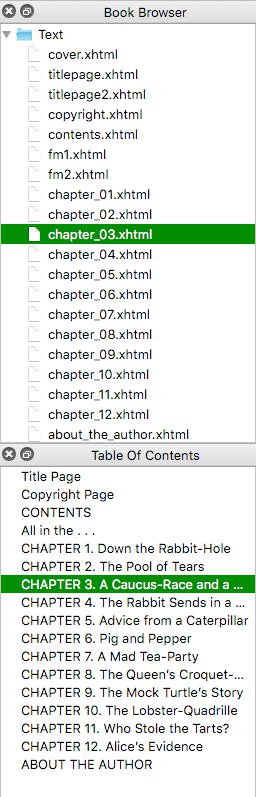 Book Browser
Text
cover.xhtml
titlepage.xhtml
titlepage2.xhtml
copyright.xhtml
contents.xhtml
fm1.xhtml
fm2.xhtml
chapter_01.xhtml
chapter_02.xhtml
chapter_03.xhtml
chapter_04.xhtml
chapter_05.xhtml
chapter_06.xhtml
chapter_07.xhtml
chapter_08.xhtml
chapter_09.xhtml
chapter_10.xhtml
chapter_11.xhtml
chapter_12.xhtml
about_the_author.xhtml
Table Of Contents
Title Page
Copyright Page
CONTENTS
All in the . . .
CHAPTER 1. Down the Rabbit-Hole
CHAPTER 2. The Pool of Tears
CHAPTER 3. A Caucus-Race and a ...
CHAPTER 4. The Rabbit Sends in a ...
CHAPTER 5. Advice from a Caterpillar
CHAPTER 6. Pig and Pepper
CHAPTER 7. A Mad Tea-Party
CHAPTER 8. The Queen's Croquet-...
CHAPTER 9. The Mock Turtle's Story
CHAPTER 10. The Lobster-Quadrille
CHAPTER 11. Who Stole the Tarts?
CHAPTER 12. Alice's Evidence
ABOUT THE AUTHOR